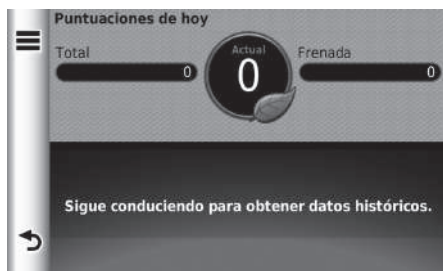 Puntuaciones de hoy
Total
Actual
Frenada
0
0
0
Sigue conduciendo para obtener datos históricos.